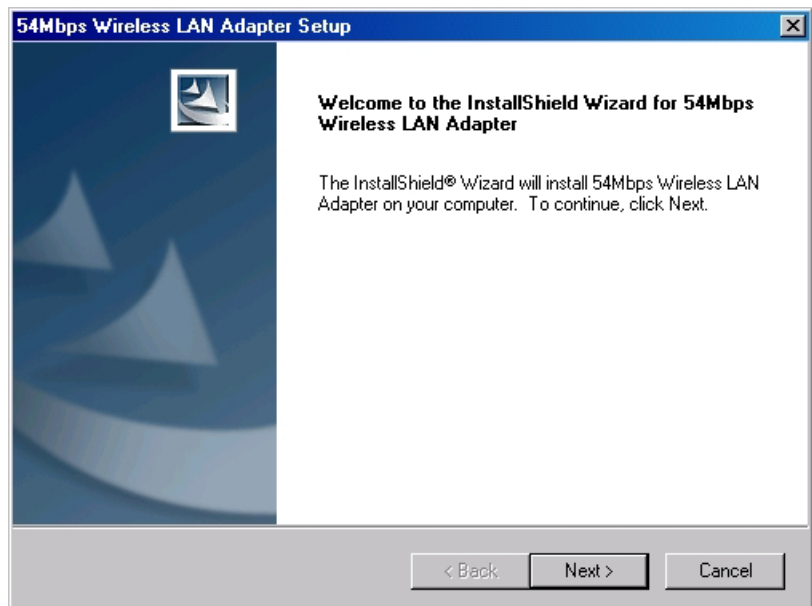 54Mbps Wireless LAN Adapter Setup
Welcome to the InstallShield Wizard for 54Mbps
Wireless LAN Adapter
The InstallShield® Wizard will install 54Mbps Wireless LAN
Adapter on your computer.  To continue, click Next.
< Back
Next >
Cancel